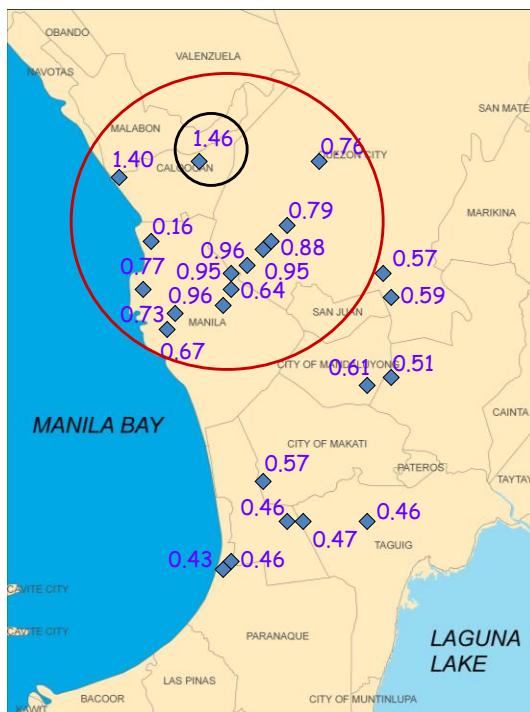 OBANDO
VALENZUELA
NAVOTAS
SAN MATE
MALABON
1.46
0.76
QUEZON CITY
1.40
CALOOCAN
MARIKINA
0.79
0.16
0.96
0.88
0.57
0.77
0.95
0.95
0.96
0.64
0.59
0.73
MANILA
SAN JUAN
0.67
CITY OF MANDALUYONG
0.61
0.51
MANILA BAY
CAINTA
CITY OF MAKATI
0.57
PATEROS
TAYTAY
0.46
0.46
0.47
TAGUIG
0.43
0.46
CAVITE CITY
CAVITE CITY
PARANAQUE
LAGUNA
LAKE
LAS PINAS
BACOOR
CITY OF MUNTINLUPA
KAWIT